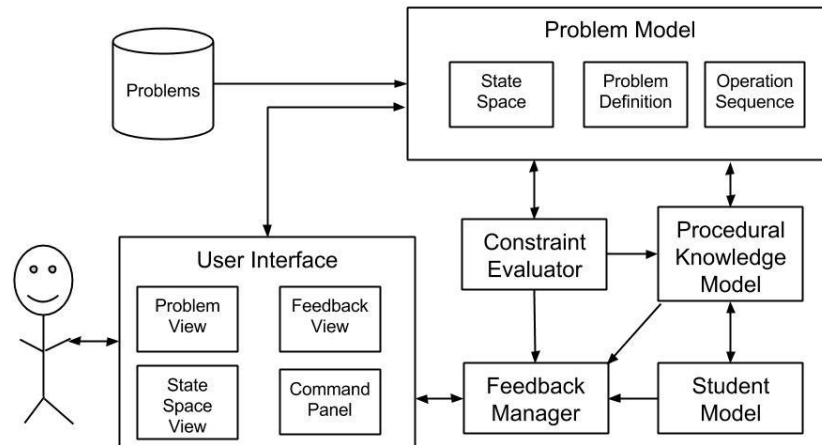 Problem Model
Problems
State
Space
Problem
Definition
Operation
Sequence
Constraint
Evaluator
Procedural
Knowledge
Model
User Interface
Problem
View
Feedback
View
State
Space
View
Command
Panel
Feedback
Manager
Student
Model